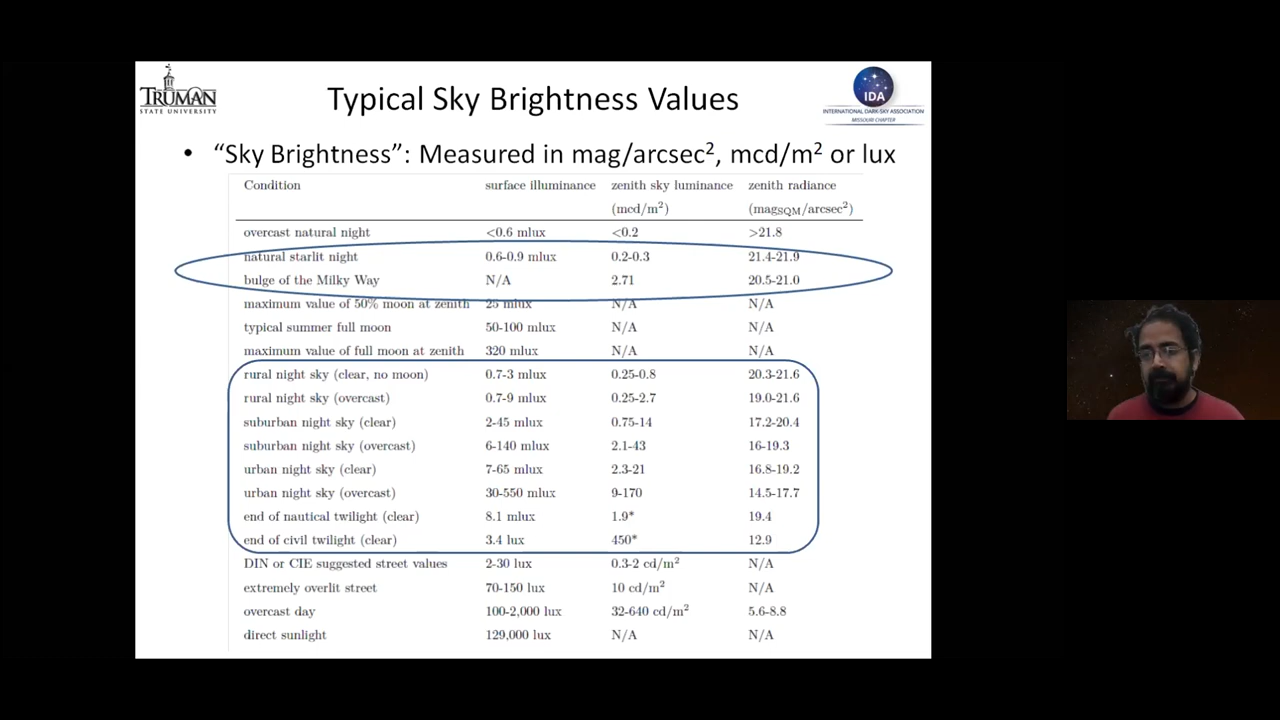 TRUMAN
STATE UNIVERSITY
Typical Sky Brightness Values
IDA
INTERNATIONAL DARK-SKY ASSOCIATION
MISSOURI CHAPTER
• “Sky Brightness”: Measured in mag/arcsec², mcd/m² or lux
Condition surface illuminance zenith sky luminance zenith radiance
(mcd/m²) (magSQM/arcsec²)
overcast natural night <0.6 mlux <0.2 >21.8
natural starlit night 0.6-0.9 mlux 0.2-0.3 21.4-21.9
bulge of the Milky Way N/A 2.71 20.5-21.0
maximum value of 50% moon at zenith 25 mlux N/A N/A
typical summer full moon 50-100 mlux N/A N/A
maximum value of full moon at zenith 320 mlux N/A N/A
rural night sky (clear, no moon) 0.7-3 mlux 0.25-0.8 20.3-21.6
rural night sky (overcast) 0.7-9 mlux 0.25-2.7 19.0-21.6
suburban night sky (clear) 2-45 mlux 0.75-14 17.2-20.4
suburban night sky (overcast) 6-140 mlux 2.1-43 16-19.3
urban night sky (clear) 7-65 mlux 2.3-21 16.8-19.2
urban night sky (overcast) 30-550 mlux 9-170 14.5-17.7
end of nautical twilight (clear) 8.1 mlux 1.9* 19.4
end of civil twilight (clear) 3.4 lux 450* 12.9
DIN or CIE suggested street values 2-30 lux 0.3-2 cd/m² N/A
extremely overlit street 70-150 lux 10 cd/m² N/A
overcast day 100-2,000 lux 32-640 cd/m² 5.6-8.8
direct sunlight 129,000 lux N/A N/A